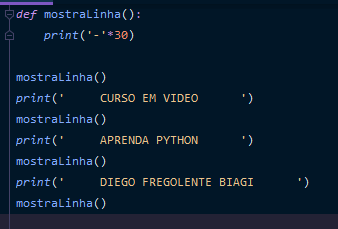 def mostraLinha():
    print('-'*30)
mostraLinha()
print('     CURSO EM VIDEO      ')
mostraLinha()
print('     APRENDA PYTHON      ')
mostraLinha()
print('     DIEGO FREGOLENTE BIAGI      ')
mostraLinha()